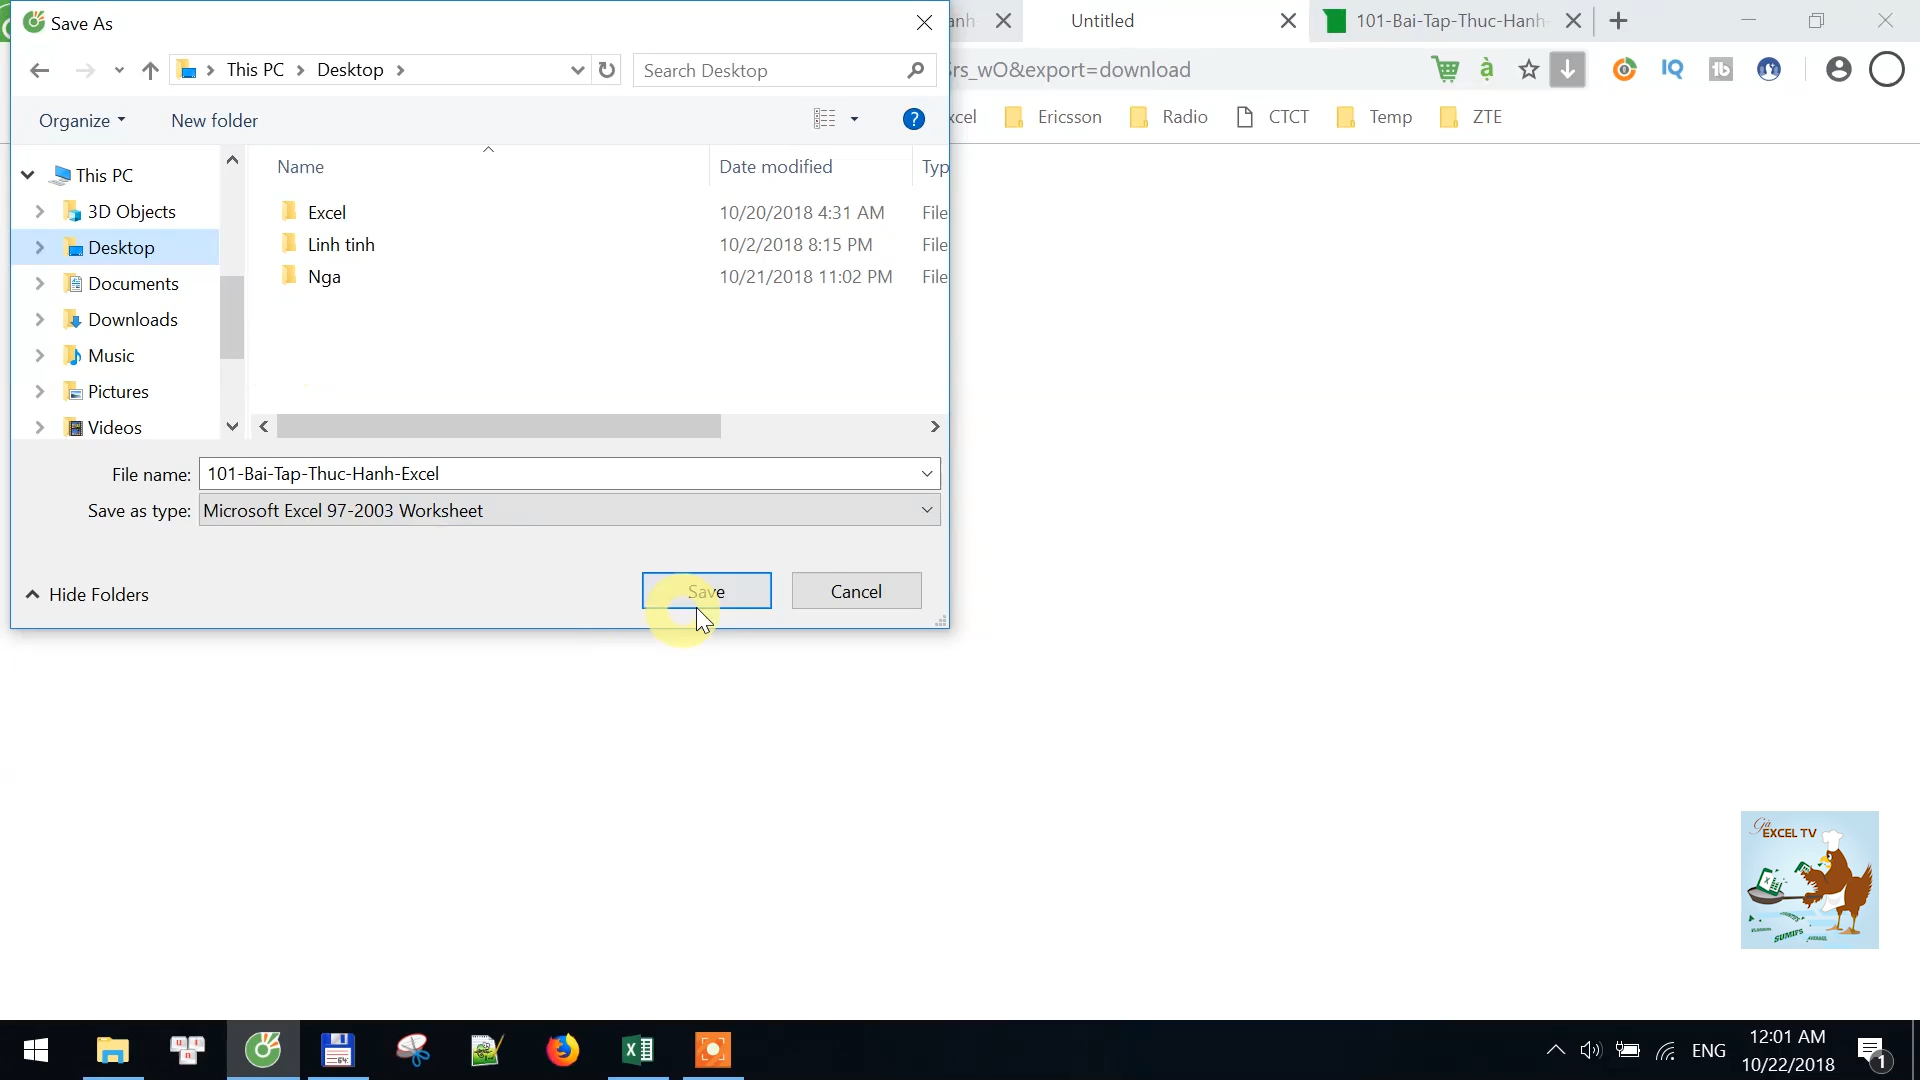 Save As
anh-
Untitled
101-Bai-Tap-Thuc-Hanh-
This PC
Desktop
Search Desktop
rs_wO&export=download
IQ
Organize
New folder
xcel
Ericsson
Radio
CTCT
Temp
ZTE
This PC
3D Objects
Desktop
Documents
Downloads
Music
Pictures
Videos
Name
Date modified
Typ
Excel
10/20/2018 4:31 AM
File
Linh tinh
10/2/2018 8:15 PM
File
Nga
10/21/2018 11:02 PM
File
File name:
101-Bai-Tap-Thuc-Hanh-Excel
Save as type:
Microsoft Excel 97-2003 Worksheet
Hide Folders
Save
Cancel
Gà
EXCEL TV
SUMIFS
ENG
12:01 AM
10/22/2018
1